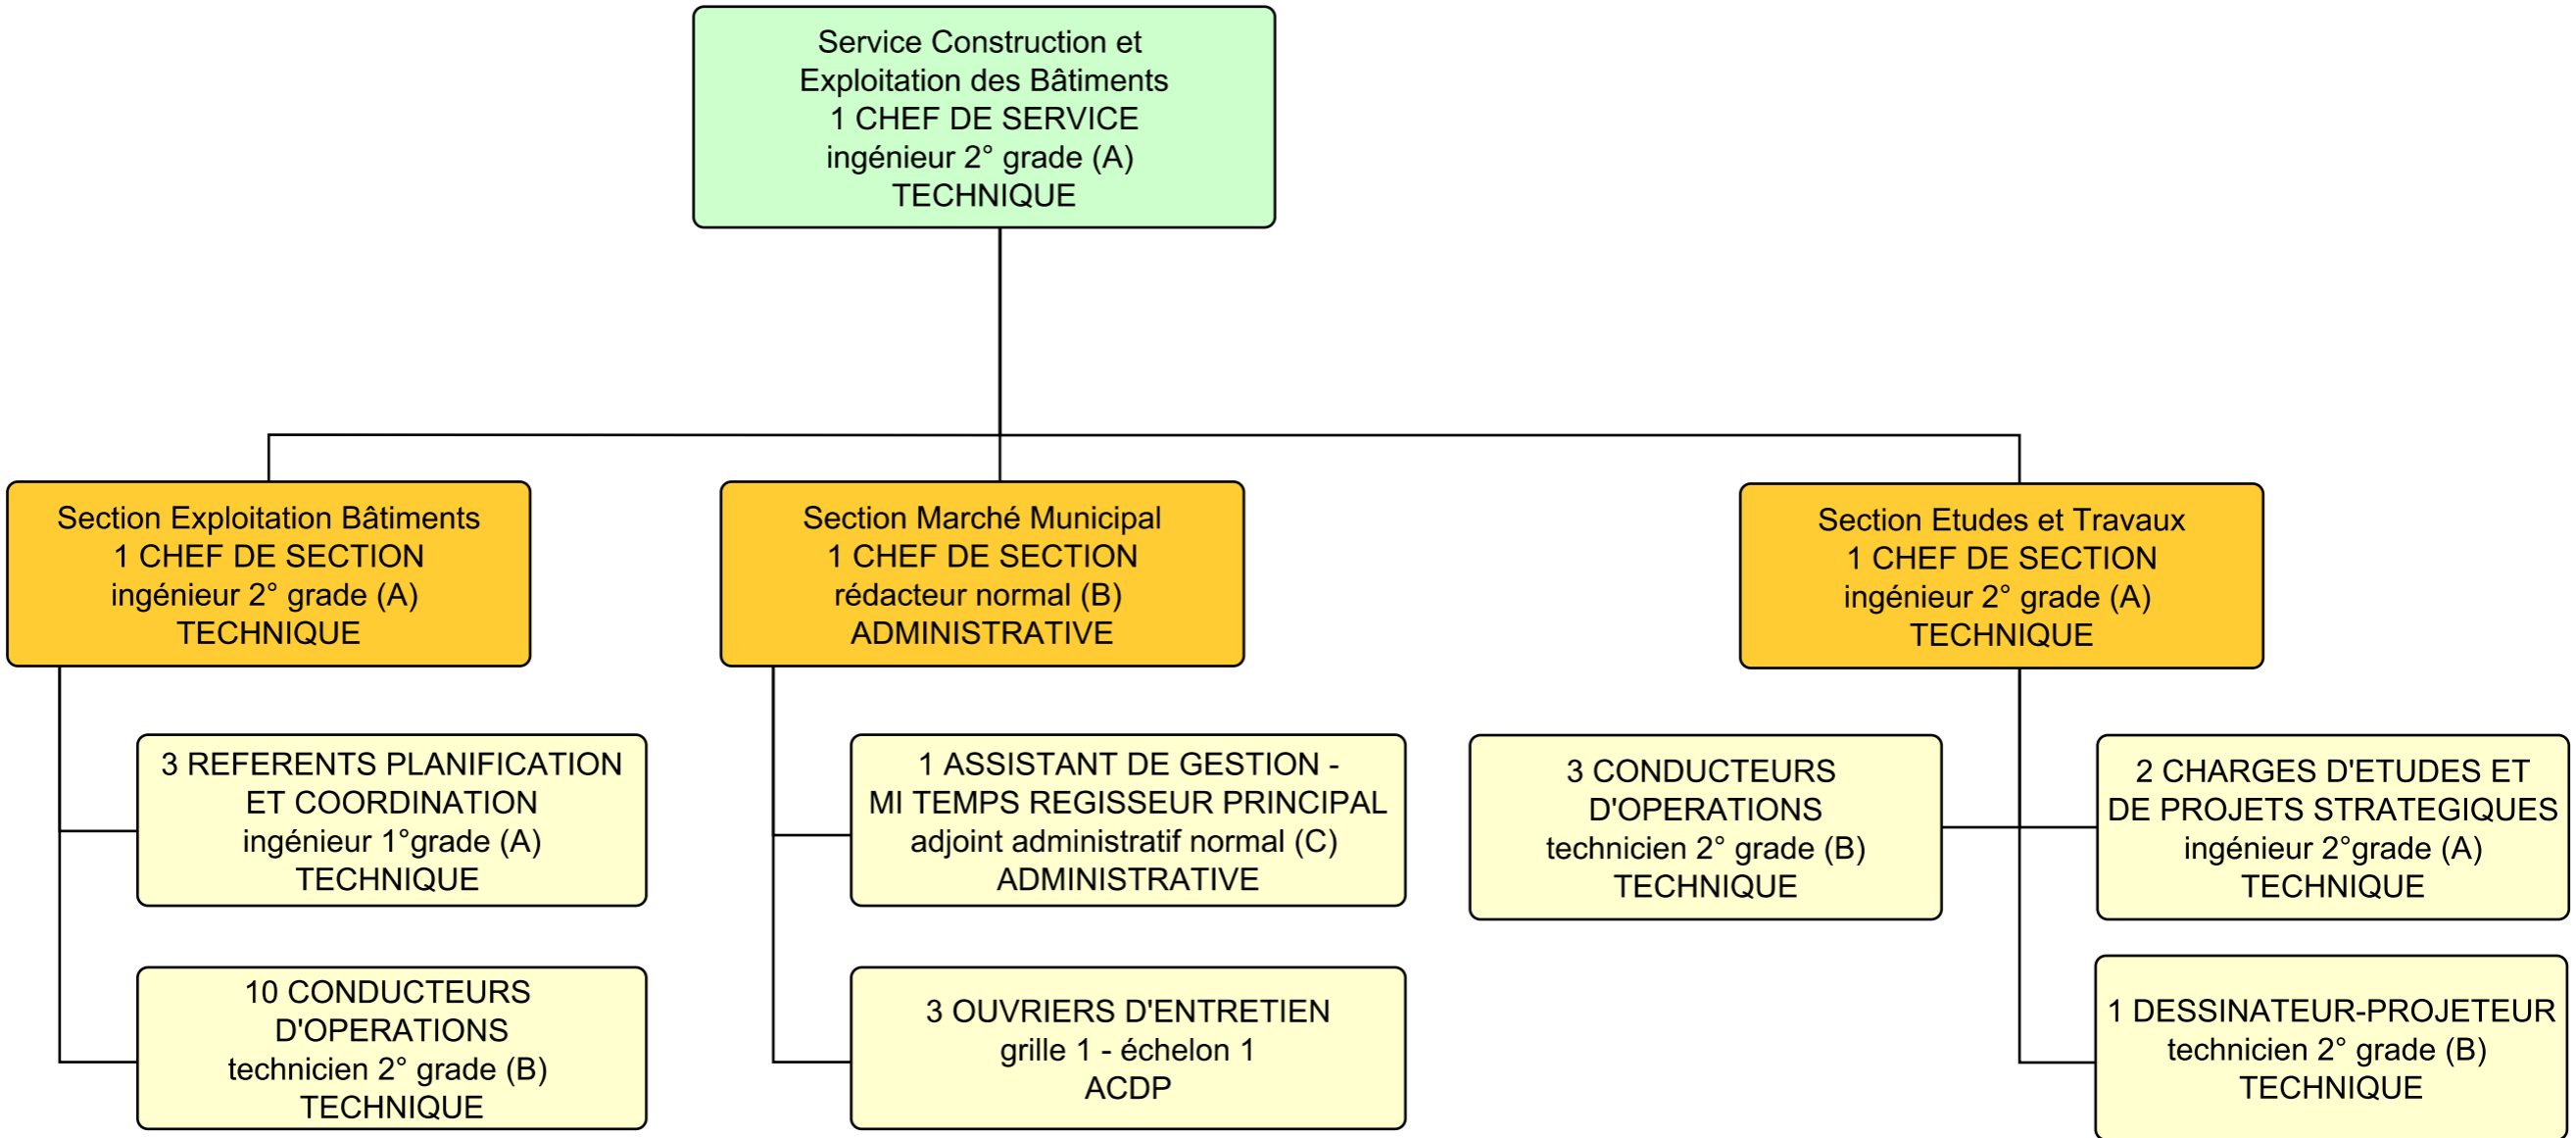 Service Construction et
Exploitation des Bâtiments
1 CHEF DE SERVICE
ingénieur 2° grade (A)
TECHNIQUE
Section Exploitation Bâtiments
1 CHEF DE SECTION
ingénieur 2° grade (A)
TECHNIQUE
3 REFERENTS PLANIFICATION
ET COORDINATION
ingénieur 1°grade (A)
TECHNIQUE
10 CONDUCTEURS
D'OPERATIONS
technicien 2° grade (B)
TECHNIQUE
Section Marché Municipal
1 CHEF DE SECTION
rédacteur normal (B)
ADMINISTRATIVE
1 ASSISTANT DE GESTION -
MI TEMPS REGISSEUR PRINCIPAL
adjoint administratif normal (C)
ADMINISTRATIVE
3 OUVRIERS D'ENTRETIEN
grille 1 - échelon 1
ACDP
Section Etudes et Travaux
1 CHEF DE SECTION
ingénieur 2° grade (A)
TECHNIQUE
3 CONDUCTEURS
D'OPERATIONS
technicien 2° grade (B)
TECHNIQUE
2 CHARGES D'ETUDES ET
DE PROJETS STRATEGIQUES
ingénieur 2°grade (A)
TECHNIQUE
1 DESSINATEUR-PROJETEUR
technicien 2° grade (B)
TECHNIQUE